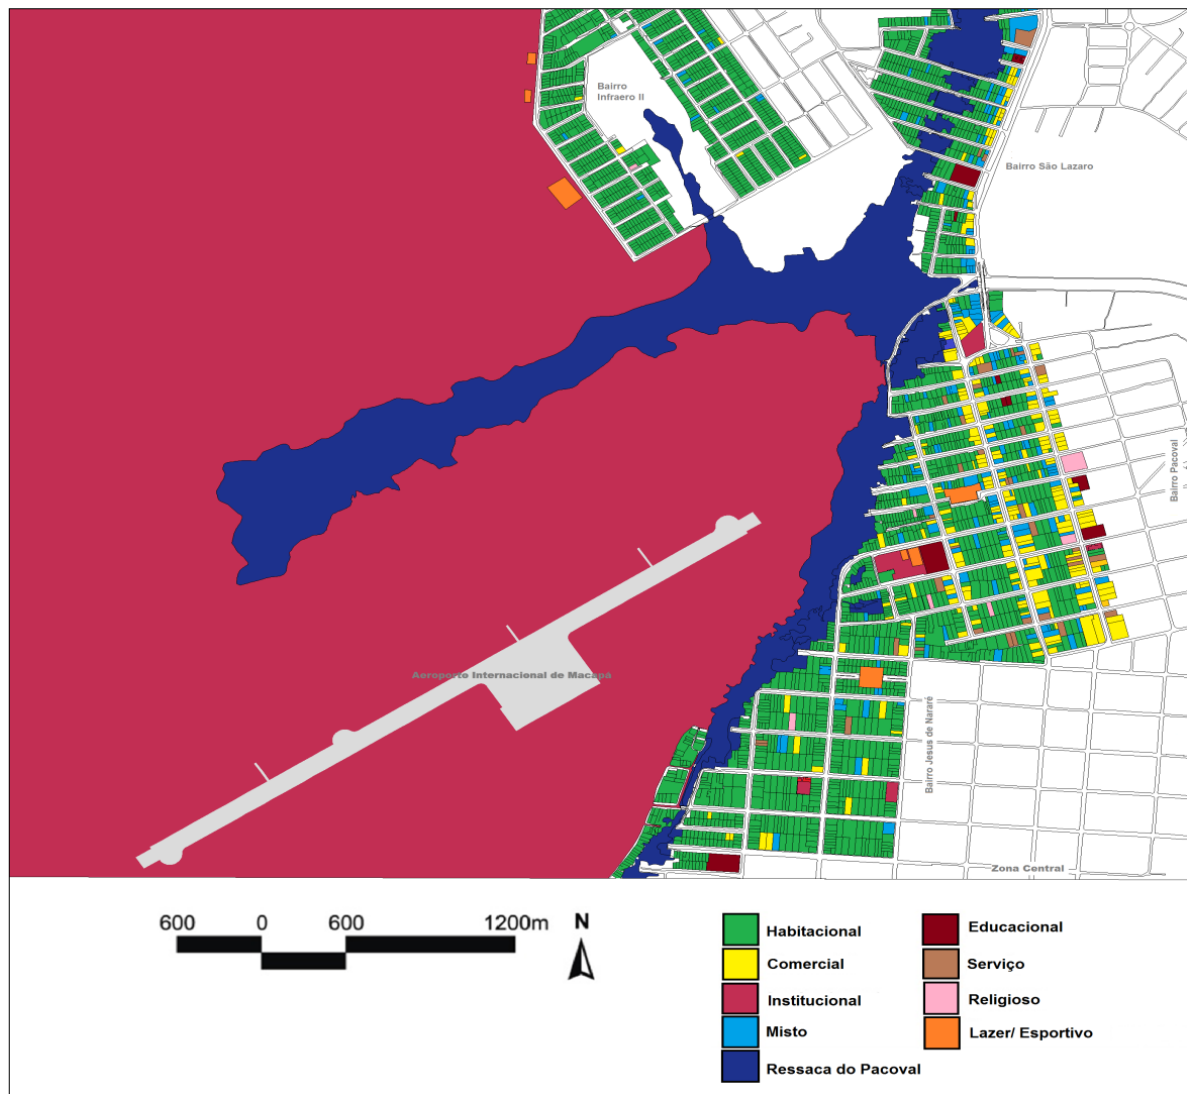 Bairro
Infraero II
Bairro São Lazaro
Bairro Pacoval
Aeroporto Internacional de Macapá
Bairro Jesus de Nararé
Zona Central
600 0 600 1200m
N
Habitacional
Comercial
Institucional
Misto
Ressaca do Pacoval
Educacional
Serviço
Religioso
Lazer/ Esportivo